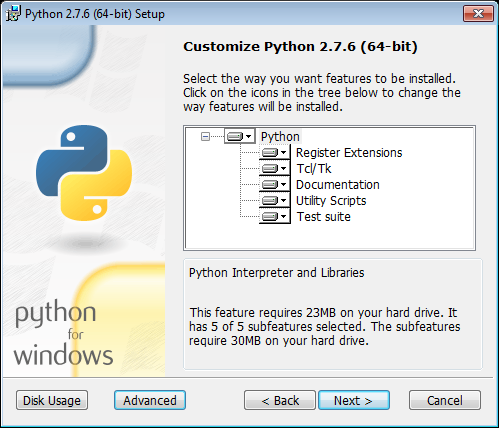 Python 2.7.6 (64-bit) Setup
Customize Python 2.7.6 (64-bit)
Select the way you want features to be installed.
Click on the icons in the tree below to change the
way features will be installed.
Python
Register Extensions
Tcl/Tk
Documentation
Utility Scripts
Test suite
Python Interpreter and Libraries
This feature requires 23MB on your hard drive. It
has 5 of 5 subfeatures selected. The subfeatures
require 30MB on your hard drive.
python
for
windows
Disk Usage
Advanced
< Back
Next >
Cancel